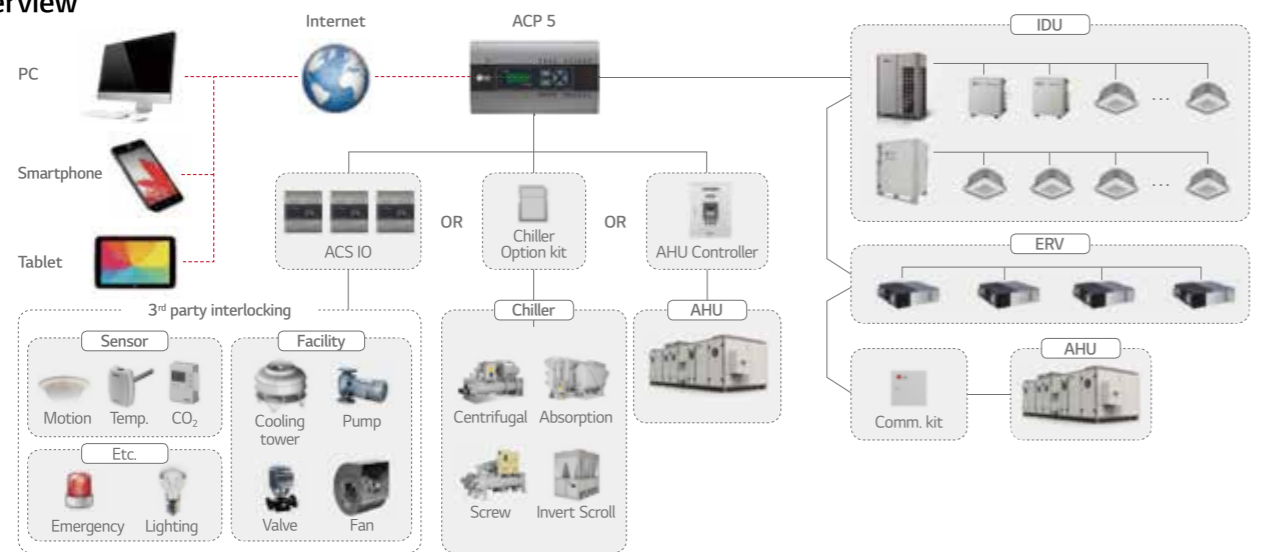 erview
Internet
ACP 5
IDU
PC
Smartphone
Tablet
ACS IO
OR
Chiller
Option kit
OR
AHU Controller
ERV
3rd party interlocking
Sensor
Motion
Temp.
CO₂
Etc.
Emergency
Lighting
Facility
Cooling
tower
Pump
Valve
Fan
Chiller
Centrifugal
Absorption
Screw
Invert Scroll
AHU
Comm. kit
AHU